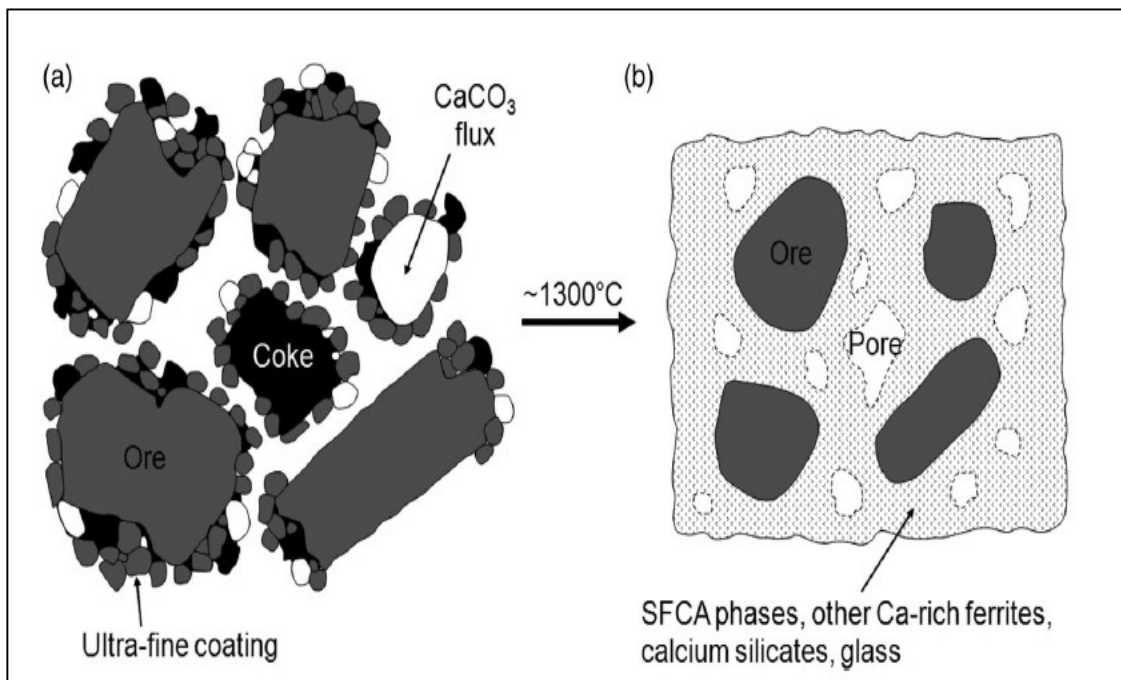 (a)
CaCO₃
flux
Coke
Ore
Ultra-fine coating
~1300°C
(b)
Ore
Pore
SFCA phases, other Ca-rich ferrites,
calcium silicates, glass